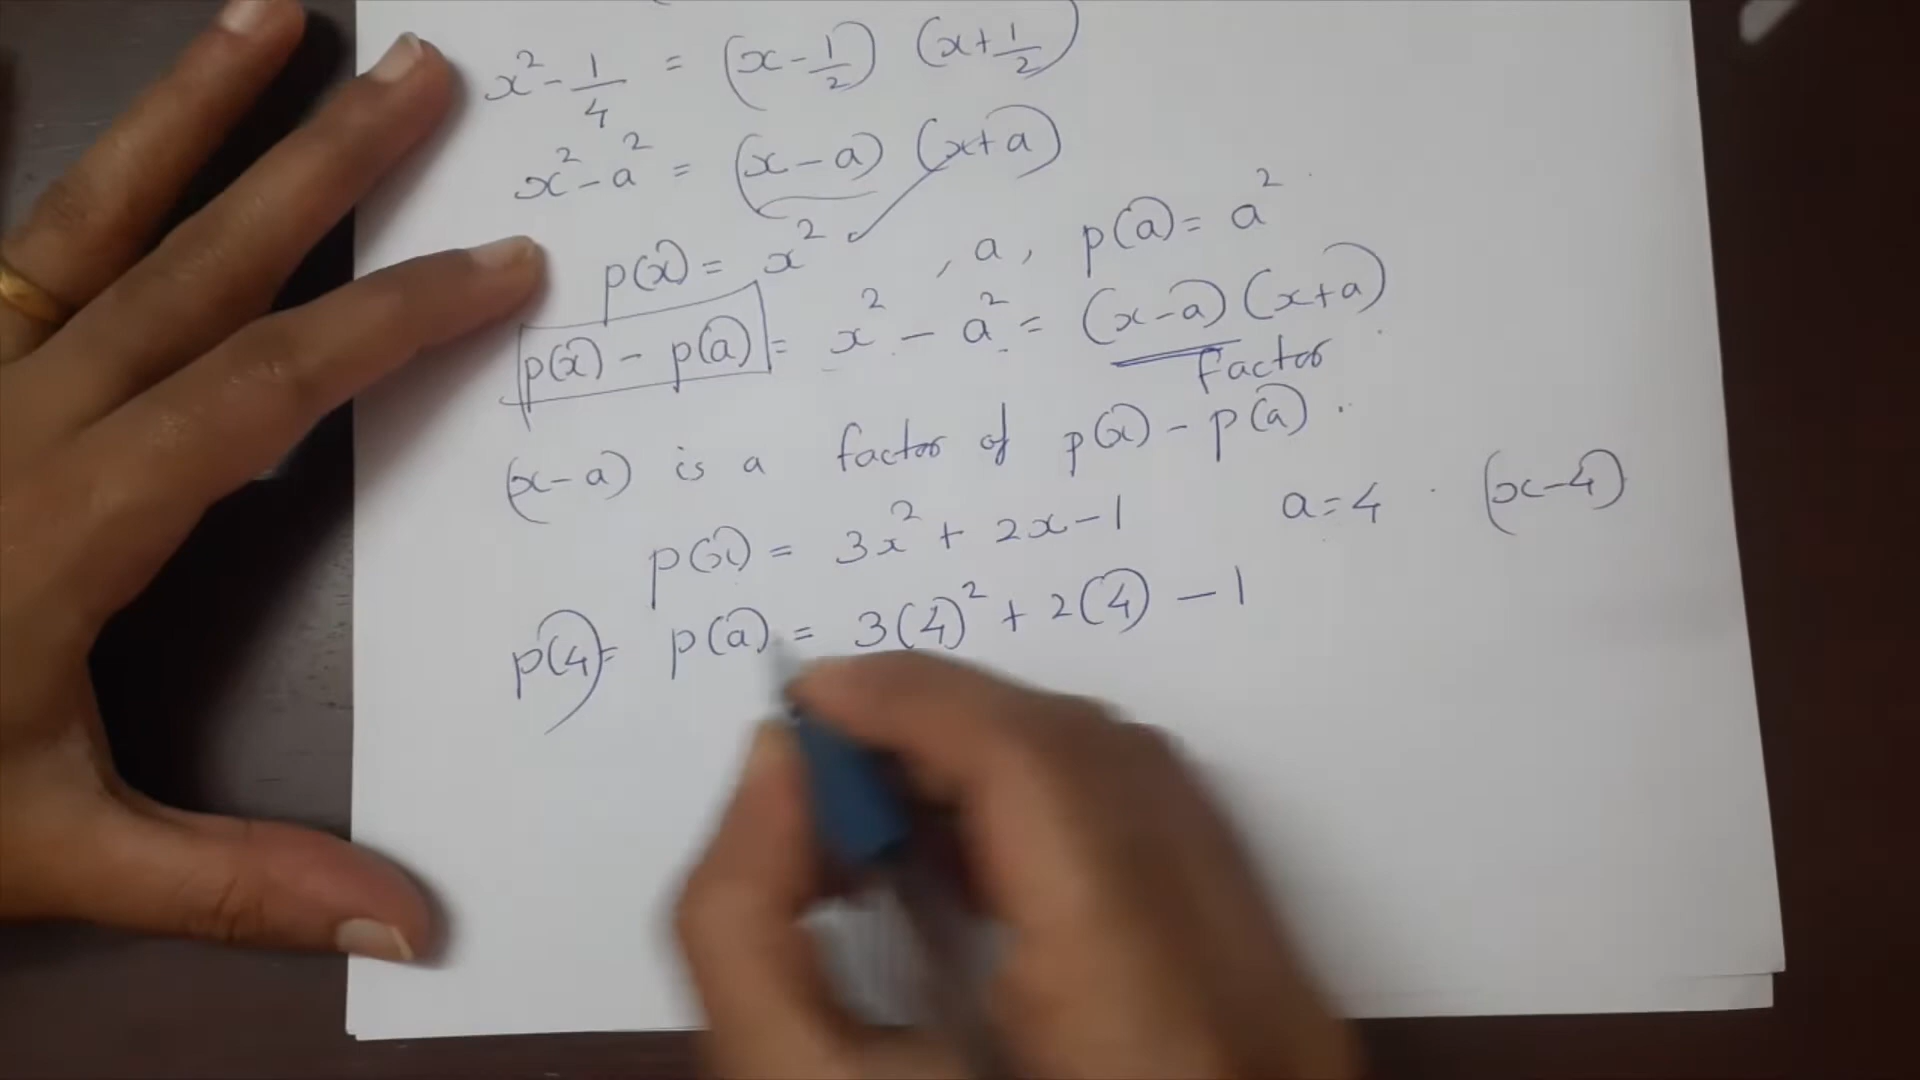 x² - 1/4 = (x - 1/2) (x + 1/2)
x² - a² = (x - a) (x + a)
p(x) = x² , a, p(a) = a²
p(x) - p(a) = x² - a² = (x-a) (x+a)
factor
(x-a) is a factor of p(x) - p(a).
p(x) = 3x² + 2x - 1 a = 4 . (x-4)
p(4) = p(a) = 3(4)² + 2(4) - 1